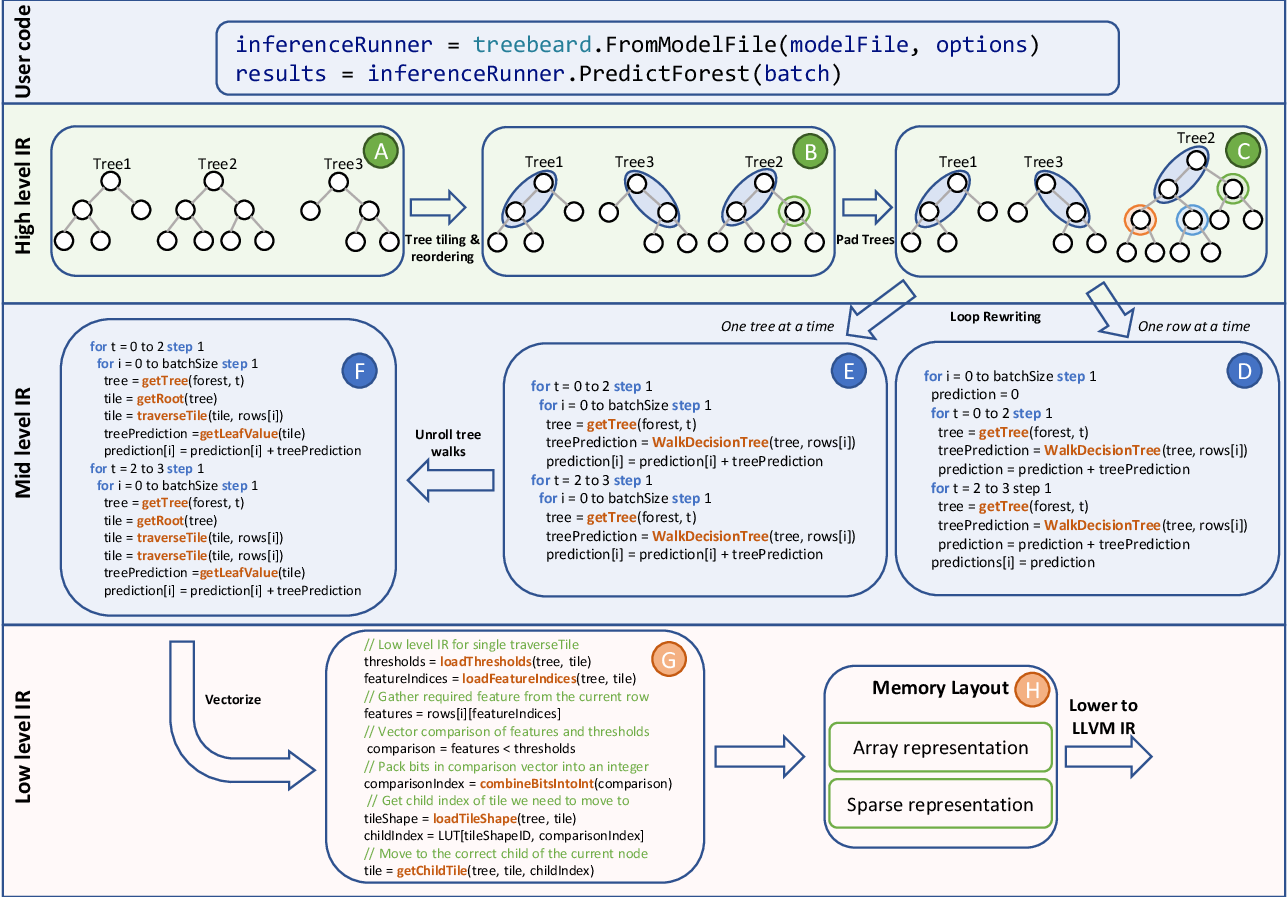 User code
inferenceRunner = treebeard.FromModelFile(modelFile, options)
results = inferenceRunner.PredictForest(batch)
High level IR
A
Tree1
Tree2
Tree3
Tree tiling &
reordering
B
Tree1
Tree3
Tree2
Pad Trees
C
Tree1
Tree3
Tree2
Mid level IR
Loop Rewriting
One tree at a time
One row at a time
F
for t = 0 to 2 step 1
for i = 0 to batchSize step 1
tree = getTree(forest, t)
tile = getRoot(tree)
tile = traverseTile(tile, rows[i])
treePrediction =getLeafValue(tile)
prediction[i] = prediction[i] + treePrediction
for t = 2 to 3 step 1
for i = 0 to batchSize step 1
tree = getTree(forest, t)
tile = getRoot(tree)
tile = traverseTile(tile, rows[i])
tile = traverseTile(tile, rows[i])
treePrediction =getLeafValue(tile)
prediction[i] = prediction[i] + treePrediction
Unroll tree
walks
E
for t = 0 to 2 step 1
for i = 0 to batchSize step 1
tree = getTree(forest, t)
treePrediction = WalkDecisionTree(tree, rows[i])
prediction[i] = prediction[i] + treePrediction
for t = 2 to 3 step 1
for i = 0 to batchSize step 1
tree = getTree(forest, t)
treePrediction = WalkDecisionTree(tree, rows[i])
prediction[i] = prediction[i] + treePrediction
D
for i = 0 to batchSize step 1
prediction = 0
for t = 0 to 2 step 1
tree = getTree(forest, t)
treePrediction = WalkDecisionTree(tree, rows[i])
prediction = prediction + treePrediction
for t = 2 to 3 step 1
tree = getTree(forest, t)
treePrediction = WalkDecisionTree(tree, rows[i])
prediction = prediction + treePrediction
predictions[i] = prediction
Low level IR
Vectorize
G
// Low level IR for single traverseTile
thresholds = loadThresholds(tree, tile)
featureIndices = loadFeatureIndices(tree, tile)
// Gather required feature from the current row
features = rows[i][featureIndices]
// Vector comparison of features and thresholds
comparison = features < thresholds
// Pack bits in comparison vector into an integer
comparisonIndex = combineBitsIntoInt(comparison)
// Get child index of tile we need to move to
tileShape = loadTileShape(tree, tile)
childIndex = LUT[tileShapeID, comparisonIndex]
// Move to the correct child of the current node
tile = getChildTile(tree, tile, childIndex)
Memory Layout
H
Array representation
Sparse representation
Lower to
LLVM IR